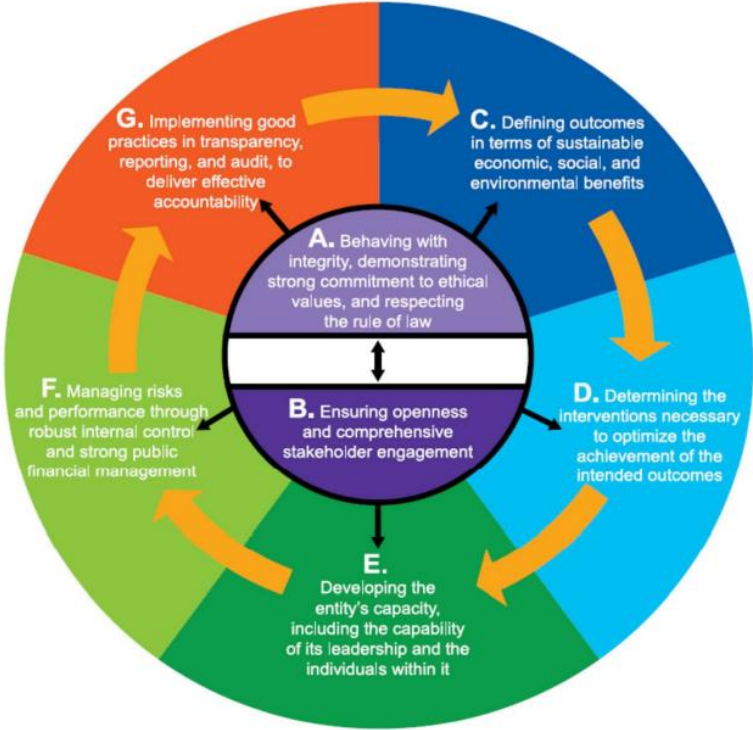 A. Behaving with
integrity, demonstrating
strong commitment to ethical
values, and respecting
the rule of law
B. Ensuring openness
and comprehensive
stakeholder engagement
C. Defining outcomes
in terms of sustainable
economic, social, and
environmental benefits
D. Determining the
interventions necessary
to optimize the
achievement of the
intended outcomes
E.
Developing the
entity's capacity,
including the capability
of its leadership and the
individuals within it
F. Managing risks
and performance through
robust internal control
and strong public
financial management
G. Implementing good
practices in transparency,
reporting, and audit, to
deliver effective
accountability